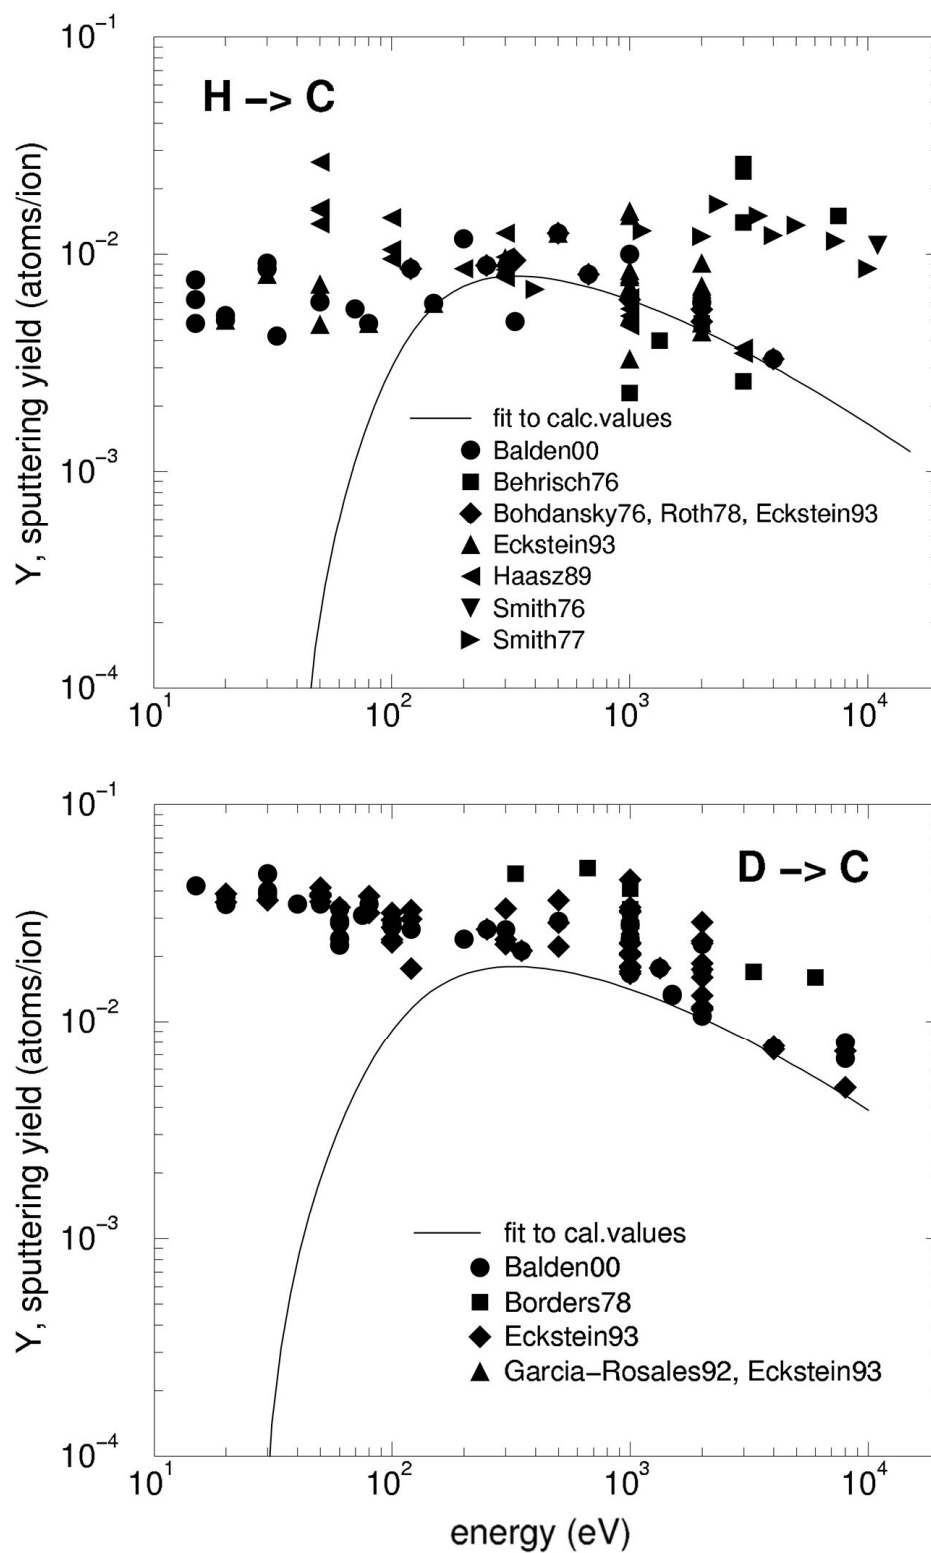 10⁻¹
H –> C
10⁻²
Y, sputtering yield (atoms/ion)
10⁻³
fit to calc.values
Balden00
Behrisch76
Bohdansky76, Roth78, Eckstein93
Eckstein93
Haasz89
Smith76
Smith77
10⁻⁴
10¹ 10² 10³ 10⁴
10⁻¹
D –> C
10⁻²
Y, sputtering yield (atoms/ion)
10⁻³
fit to cal.values
Balden00
Borders78
Eckstein93
Garcia–Rosales92, Eckstein93
10⁻⁴
10¹ 10² 10³ 10⁴
energy (eV)